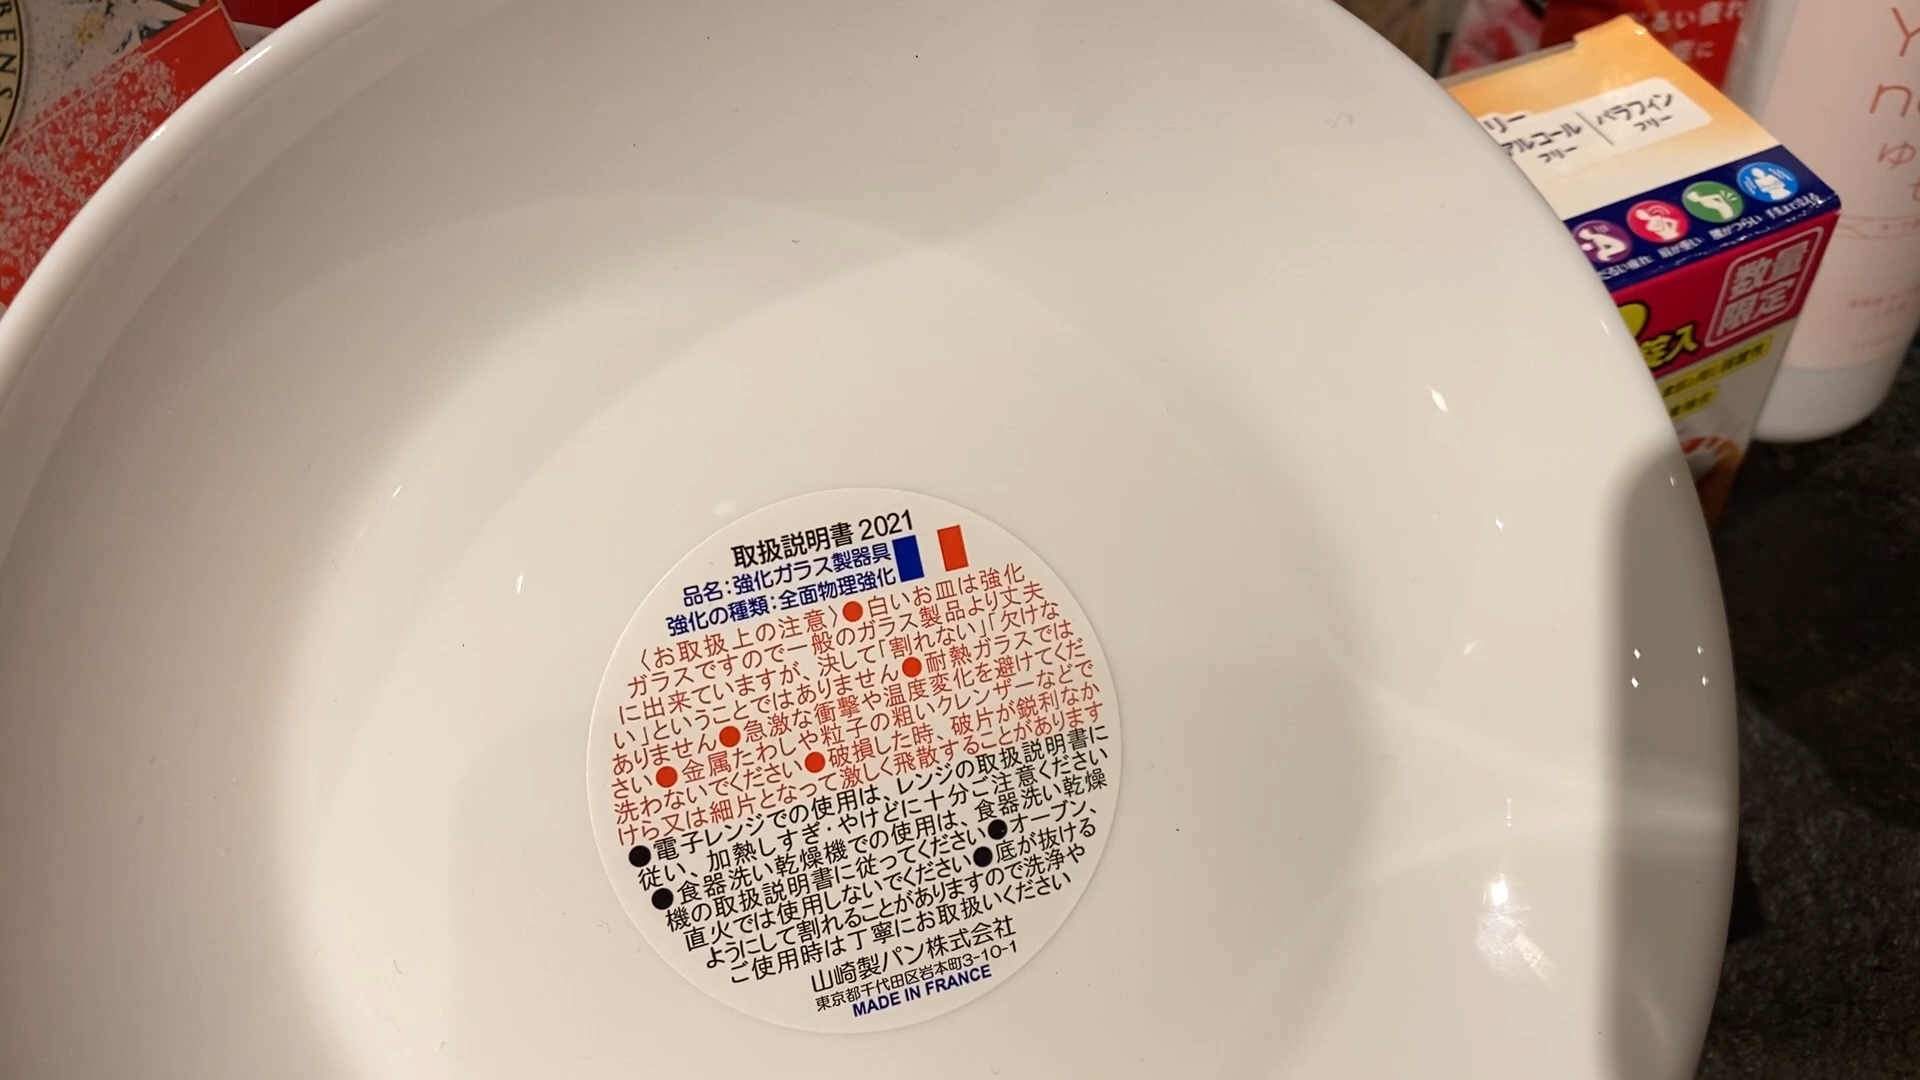 取扱説明書 2021
品名：強化ガラス製器具
強化の種類：全面物理強化
〈お取扱上の注意〉●白いお皿は強化
ガラスですので一般のガラス製品より丈夫
に出来ていますが、決して「割れない」「欠けな
い」ということではありません●耐熱ガラスでは
ありません●急激な衝撃や温度変化を避けてくだ
さい●金属たわしや粒子の粗いクレンザーなどで
洗わないでください●破損した時、破片が鋭利なか
けら又は細片となって激しく飛散することがあります
●電子レンジでの使用は、レンジの取扱説明書に
従い、加熱しすぎ・やけどに十分ご注意ください
●食器洗い乾燥機での使用は、食器洗い乾燥
機の取扱説明書に従ってください●オーブン、
直火では使用しないでください●底が抜ける
ようにして割れることがありますので洗浄や
ご使用時は丁寧にお取扱いください
山崎製パン株式会社
東京都千代田区岩本町3-10-1
MADE IN FRANCE
るい疲れ
リー
アルコール
フリー
パラフィン
フリー
数量
限定
錠入
ENS
Y
ゆ